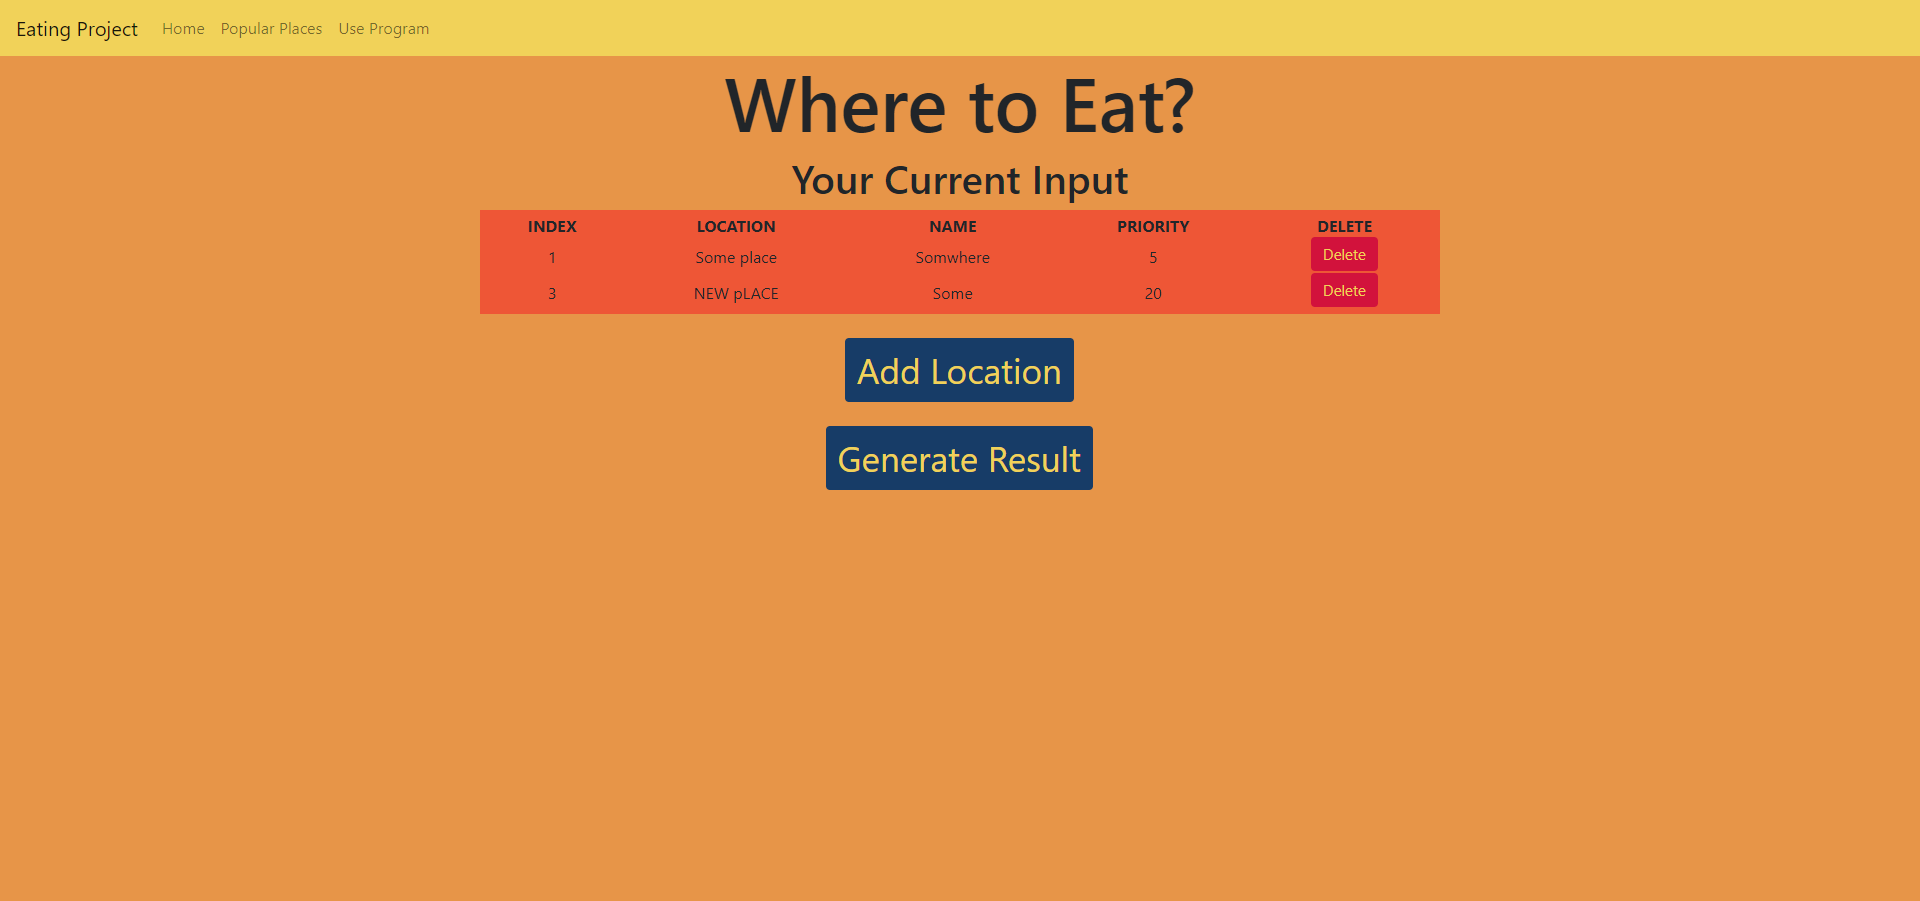 Eating Project Home Popular Places Use Program
Where to Eat?
Your Current Input
INDEX LOCATION NAME PRIORITY DELETE
1 Some place Somwhere 5 Delete
3 NEW pLACE Some 20 Delete
Add Location
Generate Result